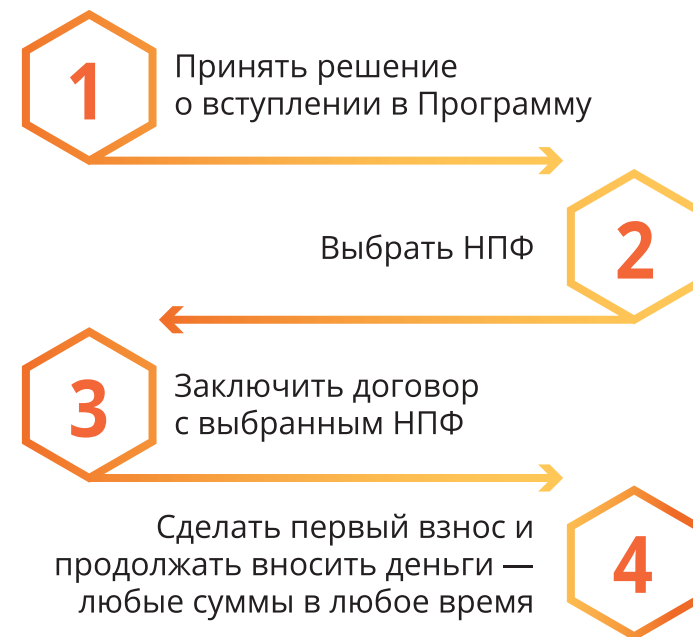 1
Принять решение
о вступлении в Программу
2
Выбрать НПФ
3
Заключить договор
с выбранным НПФ
4
Сделать первый взнос и
продолжать вносить деньги —
любые суммы в любое время